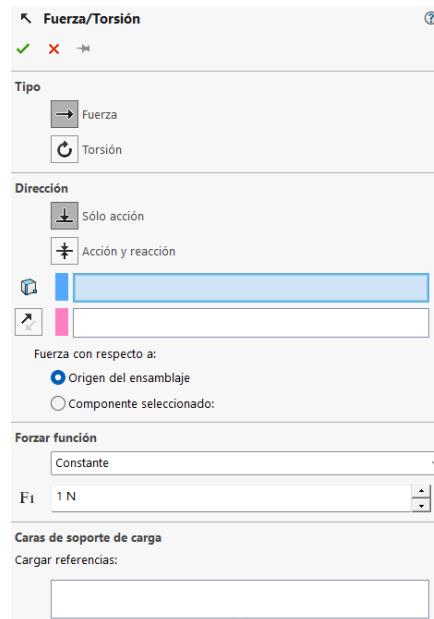 Fuerza/Torsión
Tipo
Fuerza
Torsión
Dirección
Sólo acción
Acción y reacción
Fuerza con respecto a:
Origen del ensamblaje
Componente seleccionado:
Forzar función
Constante
F1
1 N
Caras de soporte de carga
Cargar referencias: